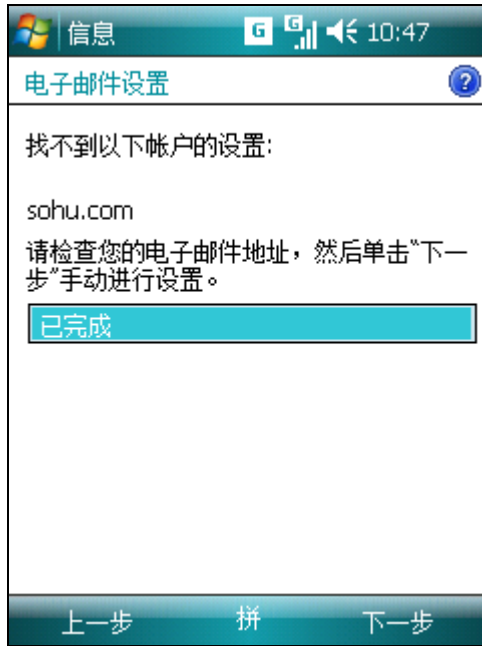 信息 G G 10:47
电子邮件设置 ?
找不到以下帐户的设置:
sohu.com
请检查您的电子邮件地址，然后单击"下一
步"手动进行设置。
已完成
上一步 拼 下一步